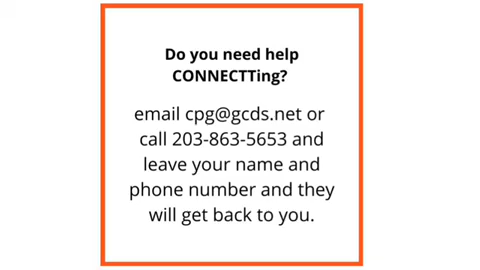 Do you need help
CONNECTTing?
email cpg@gcds.net or
call 203-863-5653 and
leave your name and
phone number and they
will get back to you.